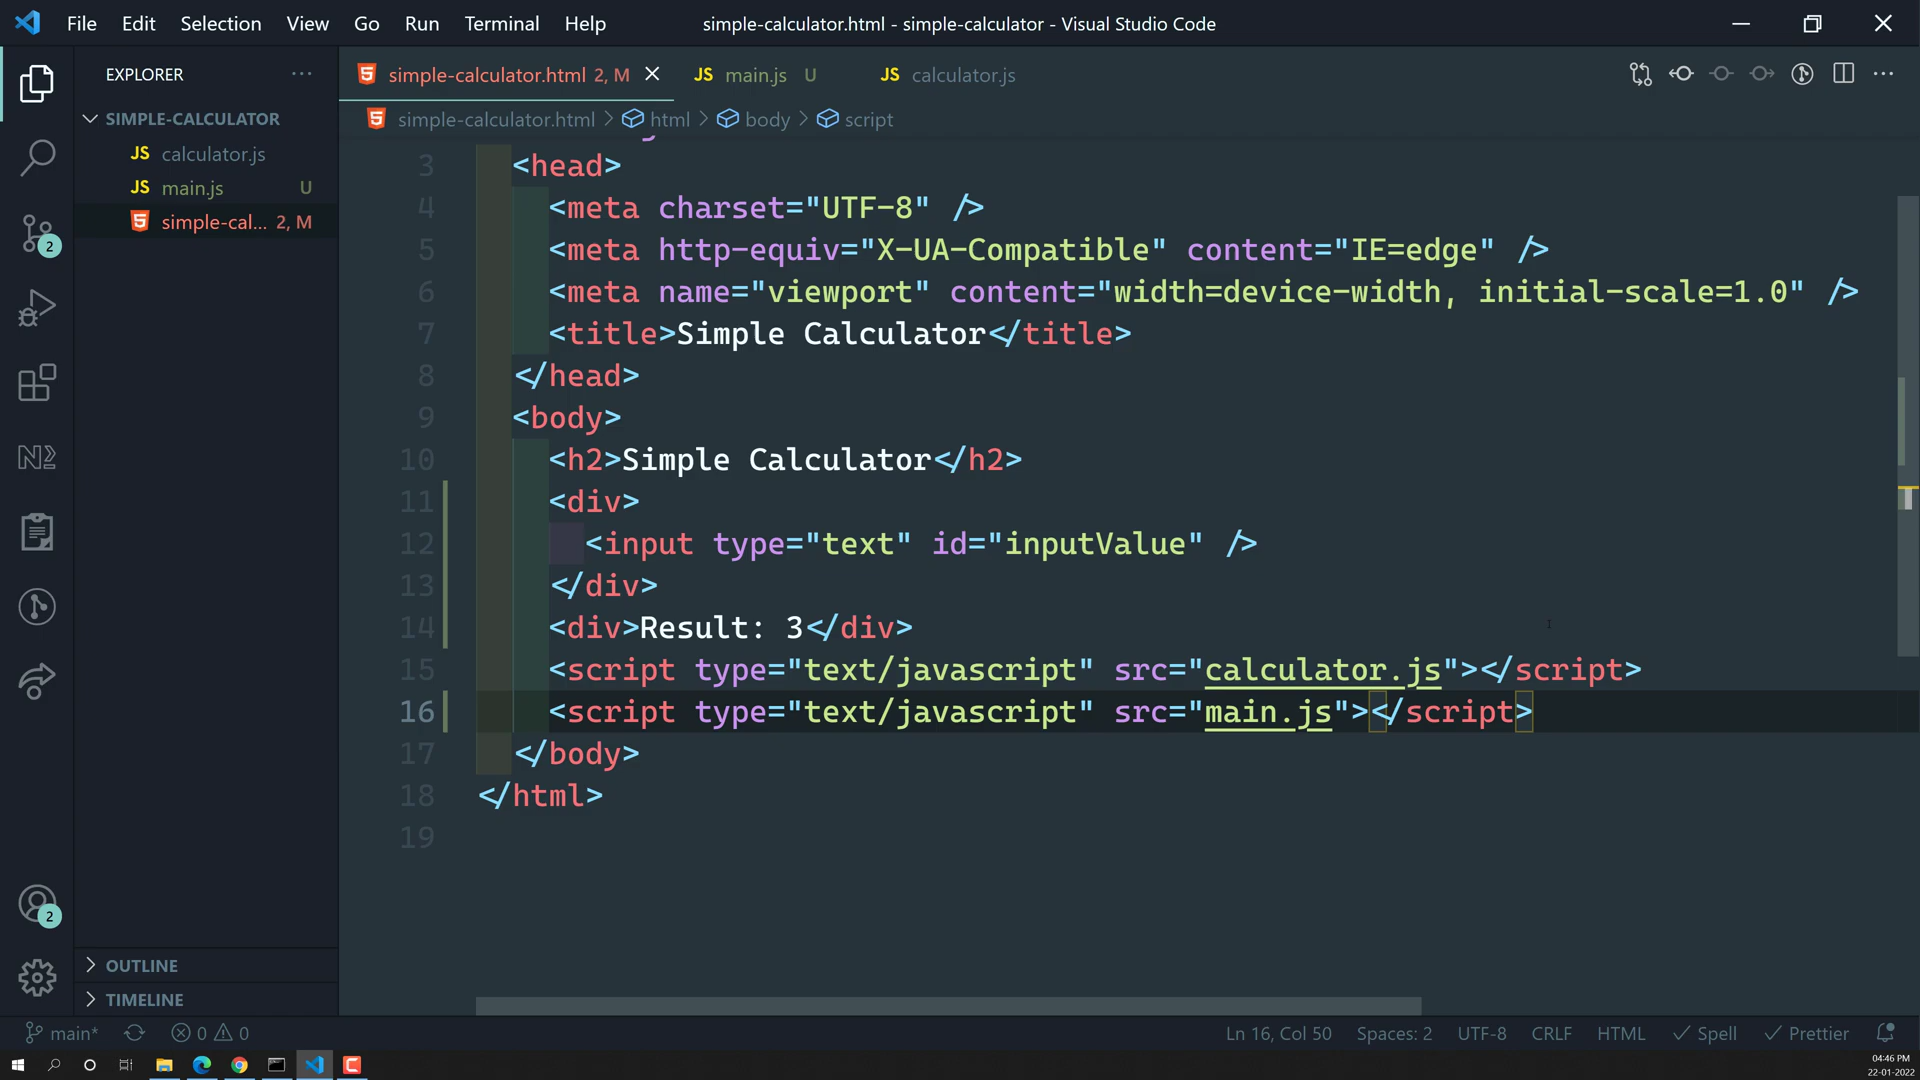 File Edit Selection View Go Run Terminal Help
simple-calculator.html - simple-calculator - Visual Studio Code
EXPLORER
SIMPLE-CALCULATOR
JS calculator.js
JS main.js U
simple-cal... 2, M
OUTLINE
TIMELINE
2
2
simple-calculator.html 2, M
JS main.js U
JS calculator.js
simple-calculator.html > html > body > script
3 <head>
4 <meta charset="UTF-8" />
5 <meta http-equiv="X-UA-Compatible" content="IE=edge" />
6 <meta name="viewport" content="width=device-width, initial-scale=1.0" />
7 <title>Simple Calculator</title>
8 </head>
9 <body>
10 <h2>Simple Calculator</h2>
11 <div>
12 <input type="text" id="inputValue" />
13 </div>
14 <div>Result: 3</div>
15 <script type="text/javascript" src="calculator.js"></script>
16 <script type="text/javascript" src="main.js"></script>
17 </body>
18 </html>
19
main* 0 0 Ln 16, Col 50 Spaces: 2 UTF-8 CRLF HTML Spell Prettier
04:46 PM
22-01-2022